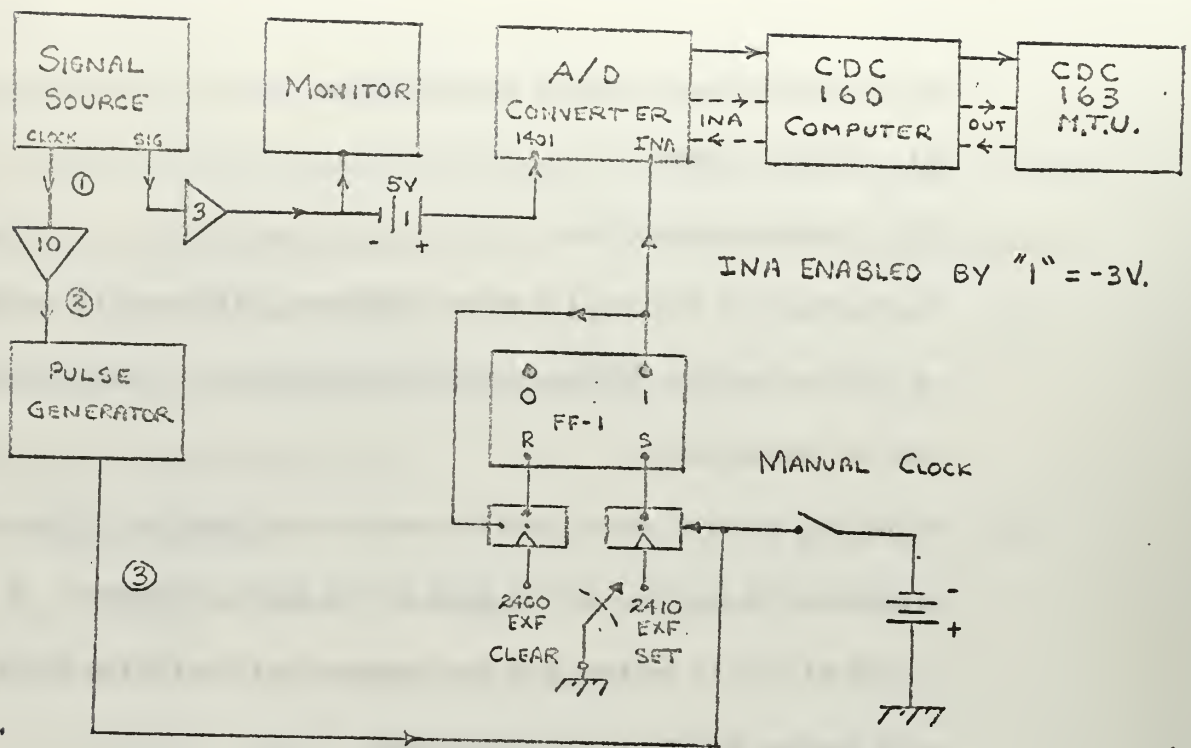 SIGNAL
SOURCE
CLOCK
SIG
MONITOR
A/D
CONVERTER
1401
INA
INA
CDC
160
COMPUTER
OUT
CDC
163
M.T.U.
1
3
5V
- +
10
2
INA ENABLED BY "1" = -3V.
PULSE
GENERATOR
0 1
FF-1
R S
MANUAL CLOCK
3
2400
EXF
CLEAR
2410
EXF.
SET
-
+